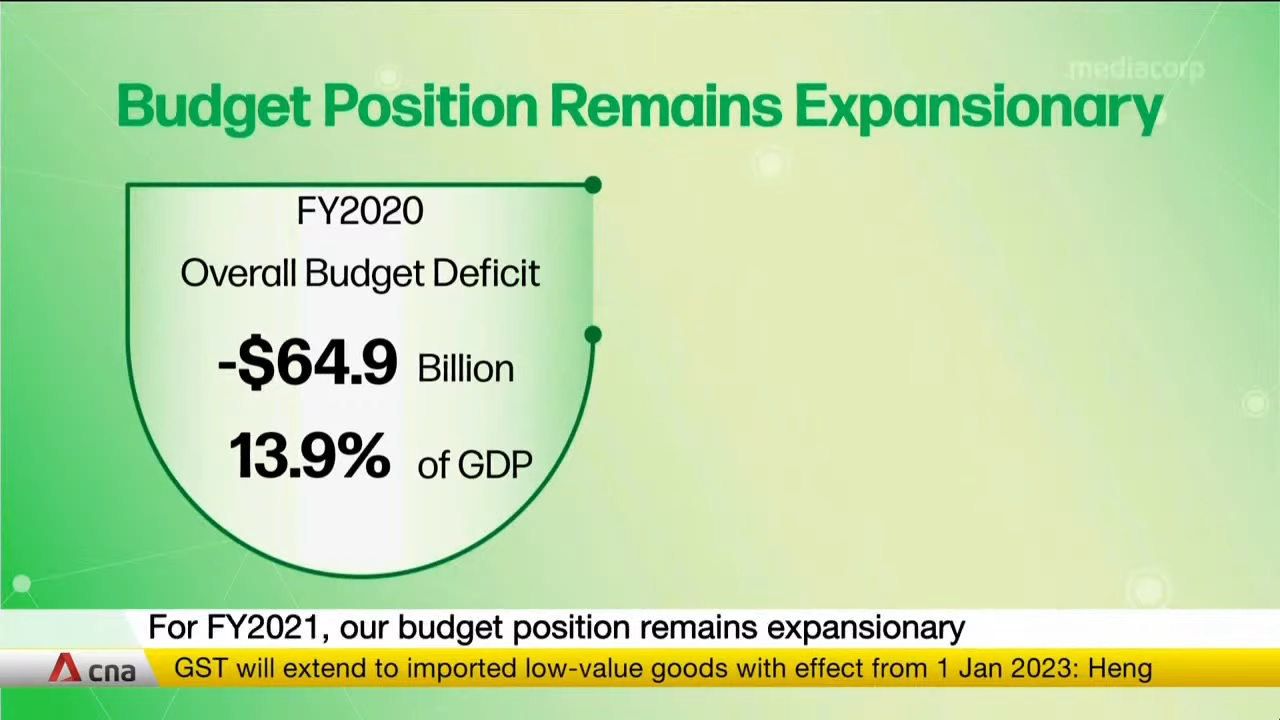 mediacorp
Budget Position Remains Expansionary
FY2020
Overall Budget Deficit
-$64.9 Billion
13.9% of GDP
For FY2021, our budget position remains expansionary
cna GST will extend to imported low-value goods with effect from 1 Jan 2023: Heng